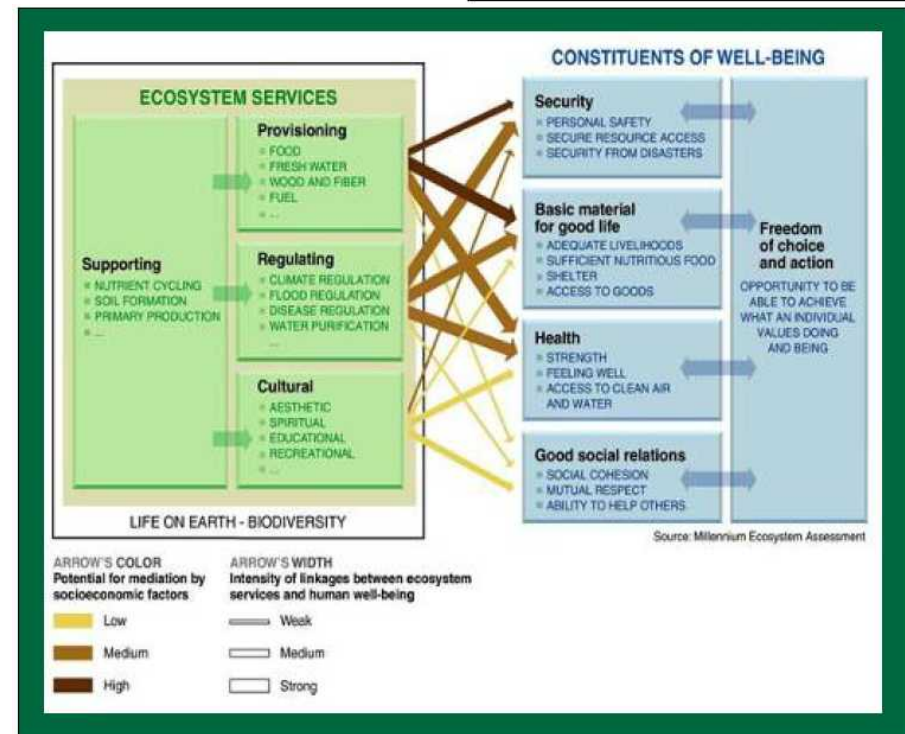 CONSTITUENTS OF WELL-BEING
ECOSYSTEM SERVICES
Supporting
NUTRIENT CYCLING
SOIL FORMATION
PRIMARY PRODUCTION
...
Provisioning
FOOD
FRESH WATER
WOOD AND FIBER
FUEL
...
Regulating
CLIMATE REGULATION
FLOOD REGULATION
DISEASE REGULATION
WATER PURIFICATION
...
Cultural
AESTHETIC
SPIRITUAL
EDUCATIONAL
RECREATIONAL
...
LIFE ON EARTH - BIODIVERSITY
Security
PERSONAL SAFETY
SECURE RESOURCE ACCESS
SECURITY FROM DISASTERS
Basic material
for good life
ADEQUATE LIVELIHOODS
SUFFICIENT NUTRITIOUS FOOD
SHELTER
ACCESS TO GOODS
Health
STRENGTH
FEELING WELL
ACCESS TO CLEAN AIR
AND WATER
Good social relations
SOCIAL COHESION
MUTUAL RESPECT
ABILITY TO HELP OTHERS
Freedom
of choice
and action
OPPORTUNITY TO BE
ABLE TO ACHIEVE
WHAT AN INDIVIDUAL
VALUES DOING
AND BEING
Source: Millennium Ecosystem Assessment
ARROW'S COLOR
Potential for mediation by
socioeconomic factors
Low
Medium
High
ARROW'S WIDTH
Intensity of linkages between ecosystem
services and human well-being
Weak
Medium
Strong